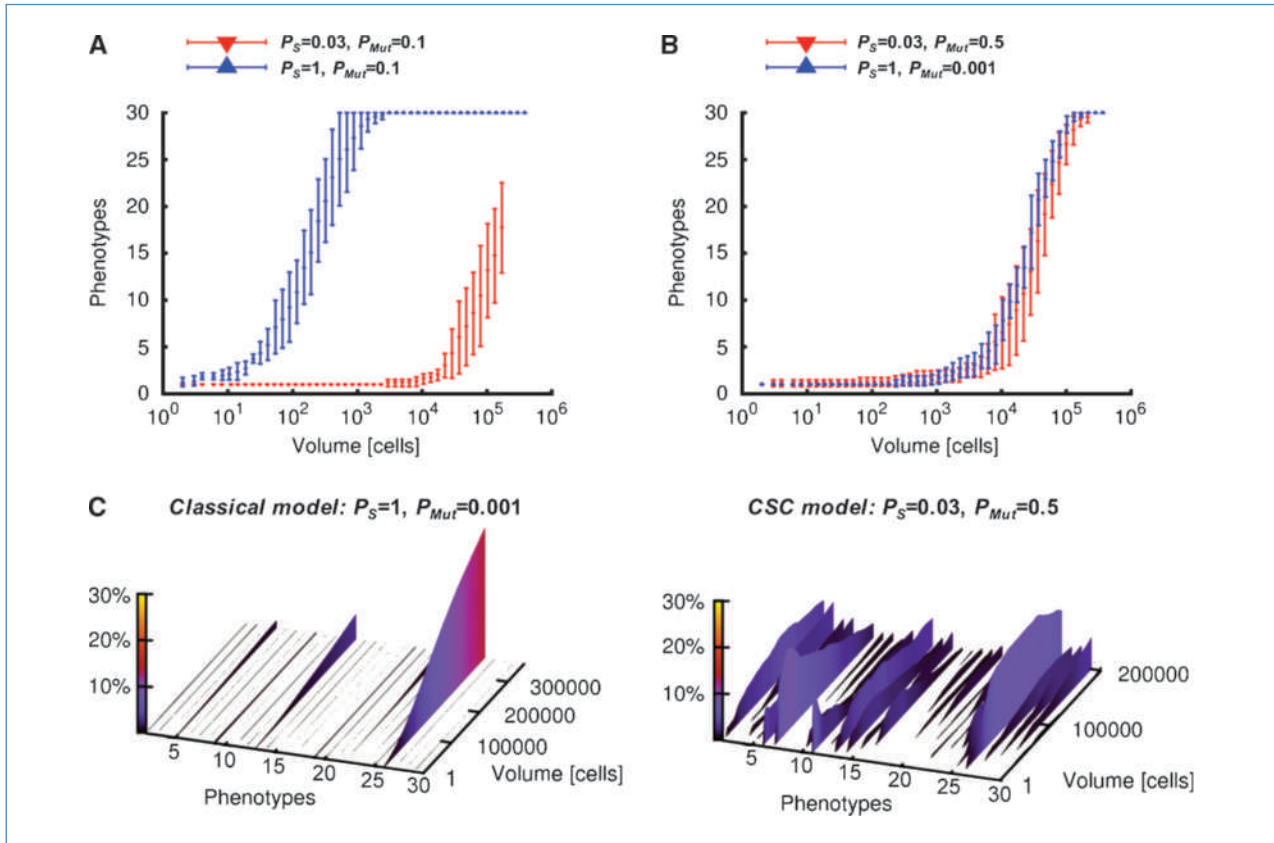 A
P_S=0.03, P_Mut=0.1
P_S=1, P_Mut=0.1
30
25
20
15
10
5
0
Phenotypes
10^0 10^1 10^2 10^3 10^4 10^5 10^6
Volume [cells]
B
P_S=0.03, P_Mut=0.5
P_S=1, P_Mut=0.001
30
25
20
15
10
5
0
Phenotypes
10^0 10^1 10^2 10^3 10^4 10^5 10^6
Volume [cells]
C
Classical model: P_S=1, P_Mut=0.001
30%
20%
10%
5 10 15 20 25 30
Phenotypes
1 100000 200000 300000
Volume [cells]
CSC model: P_S=0.03, P_Mut=0.5
30%
20%
10%
5 10 15 20 25 30
Phenotypes
1 100000 200000
Volume [cells]